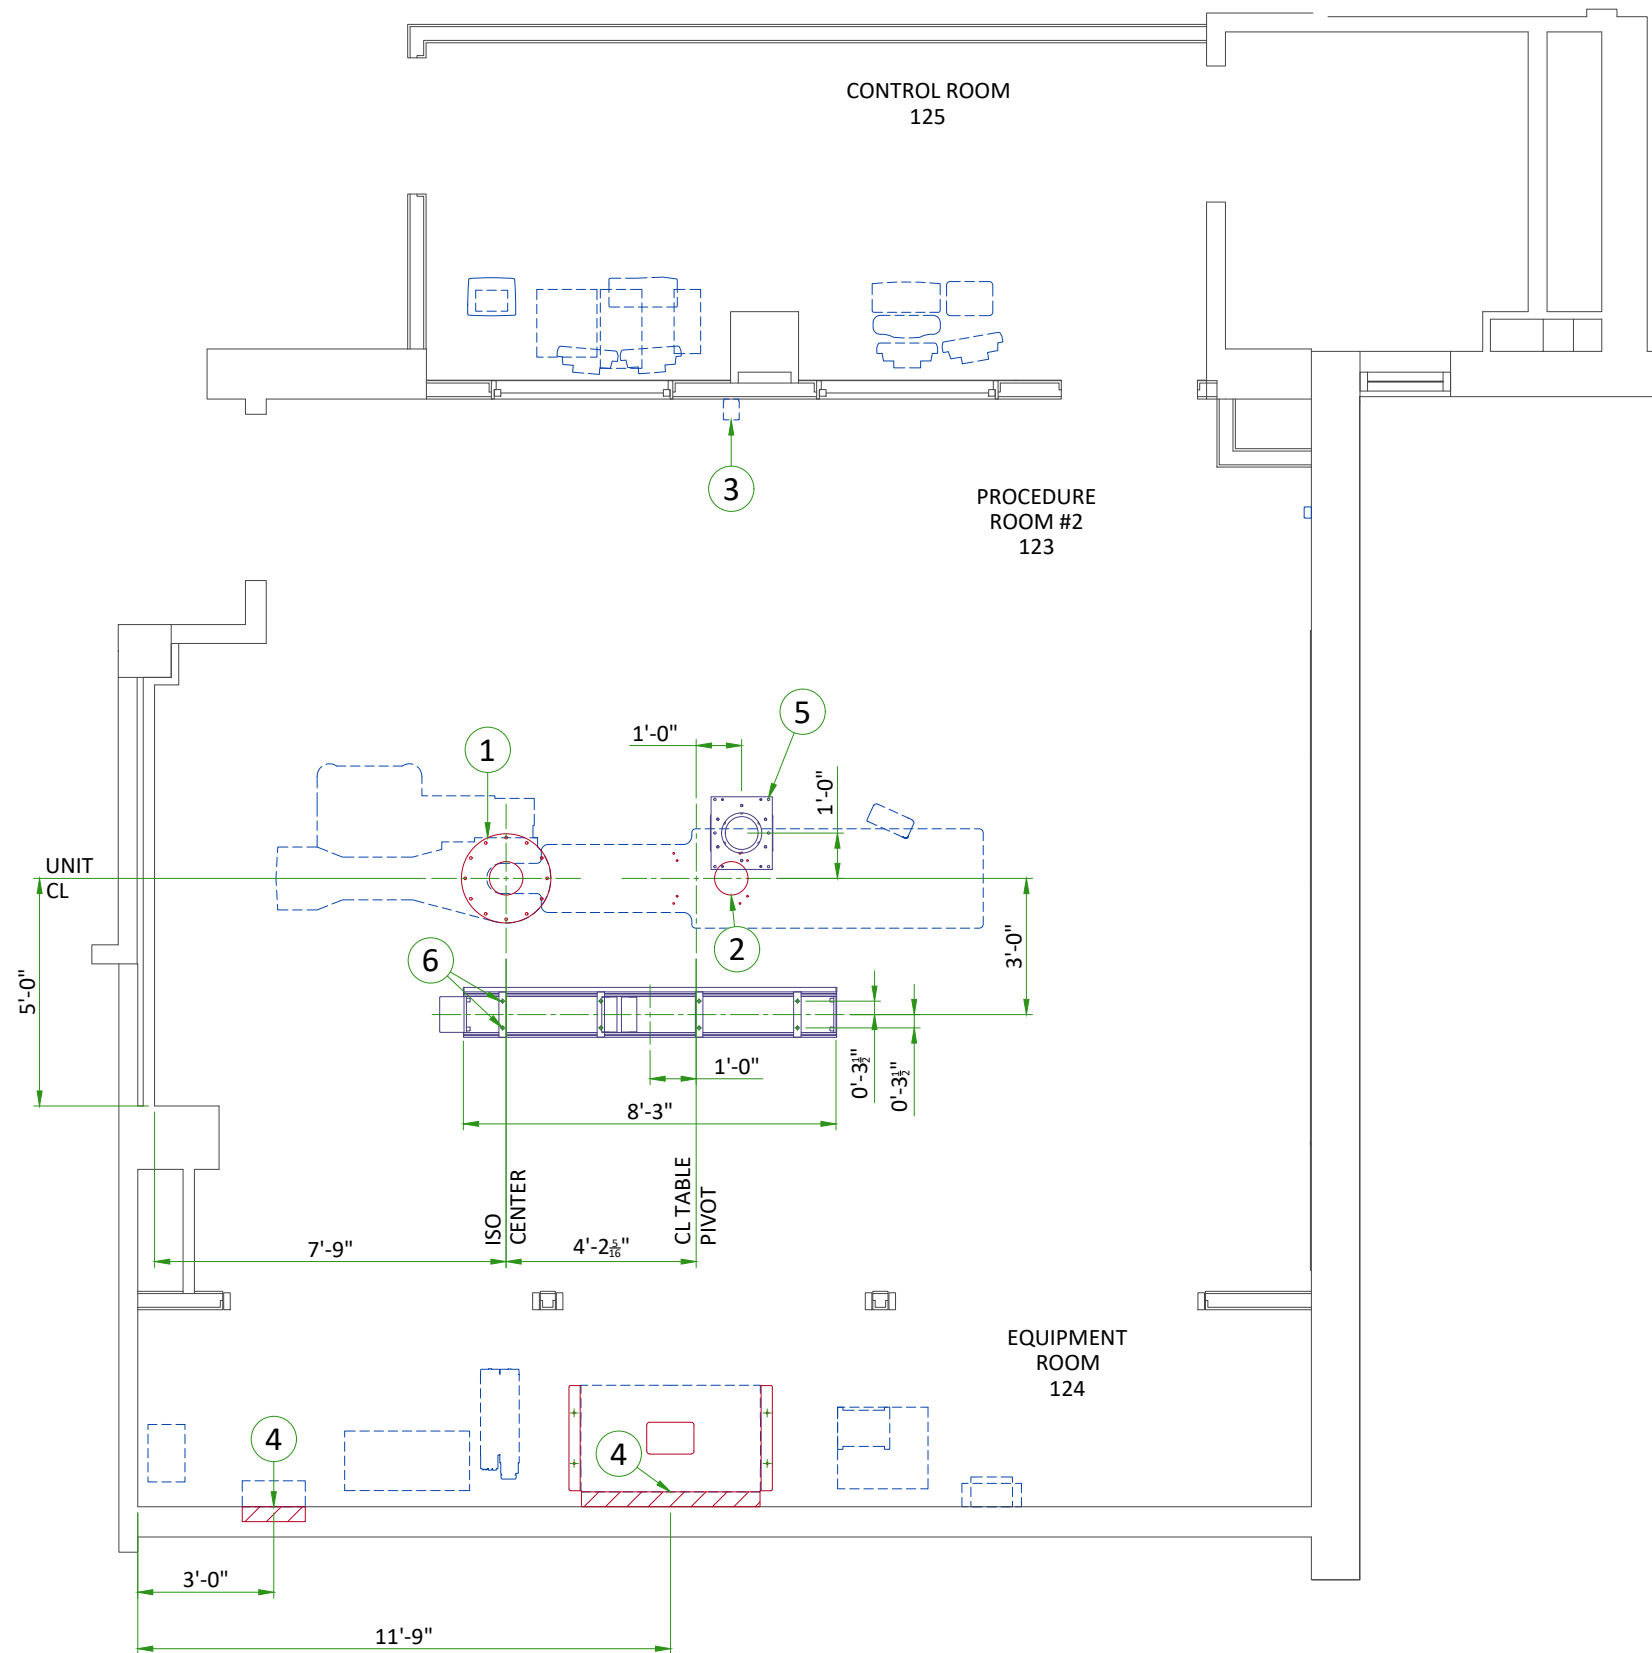 CONTROL ROOM
125
3
PROCEDURE
ROOM #2
123
5
1'-0"
1
1'-0"
UNIT
CL
2
3'-0"
6
5'-0"
1'-0"
0'-3½"
0'-3½"
8'-3"
ISO
CENTER
CL TABLE
PIVOT
7'-9"
4'-2 5/16"
EQUIPMENT
ROOM
124
4
4
3'-0"
11'-9"